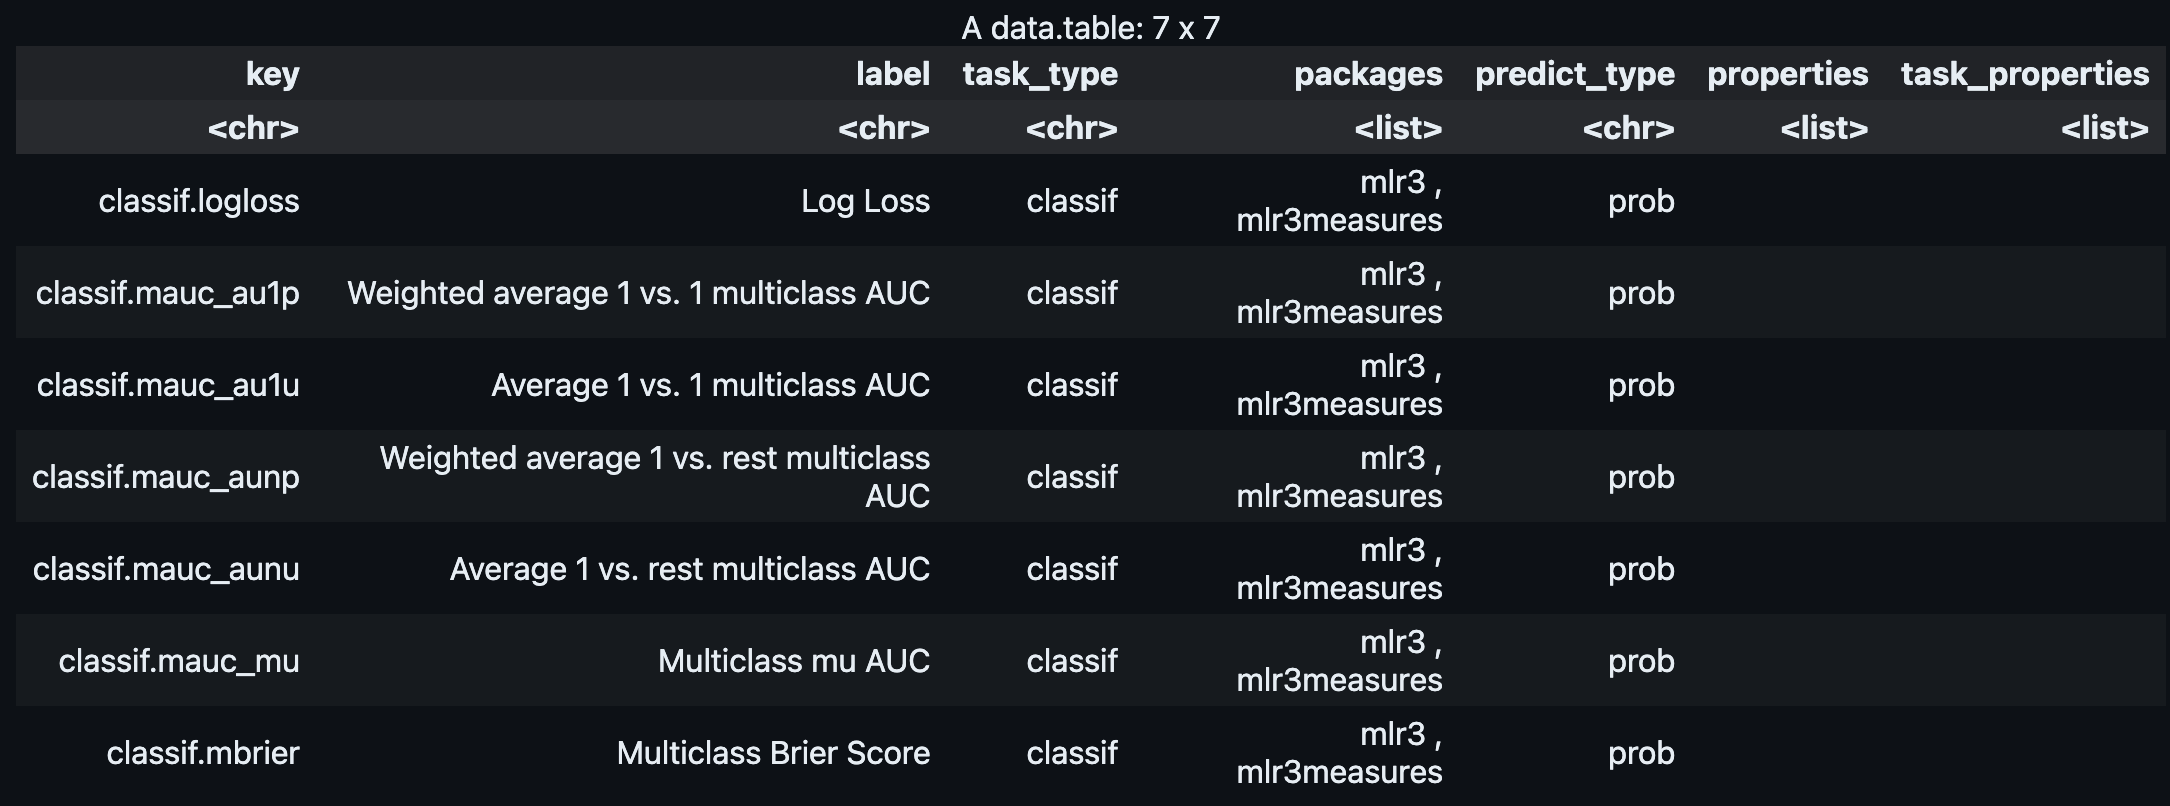 A data.table: 7 x 7
key label task_type packages predict_type properties task_properties
<chr> <chr> <chr> <list> <chr> <list> <list>
classif.logloss Log Loss classif mlr3 , mlr3measures prob
classif.mauc_au1p Weighted average 1 vs. 1 multiclass AUC classif mlr3 , mlr3measures prob
classif.mauc_au1u Average 1 vs. 1 multiclass AUC classif mlr3 , mlr3measures prob
classif.mauc_aunp Weighted average 1 vs. rest multiclass AUC classif mlr3 , mlr3measures prob
classif.mauc_aunu Average 1 vs. rest multiclass AUC classif mlr3 , mlr3measures prob
classif.mauc_mu Multiclass mu AUC classif mlr3 , mlr3measures prob
classif.mbrier Multiclass Brier Score classif mlr3 , mlr3measures prob